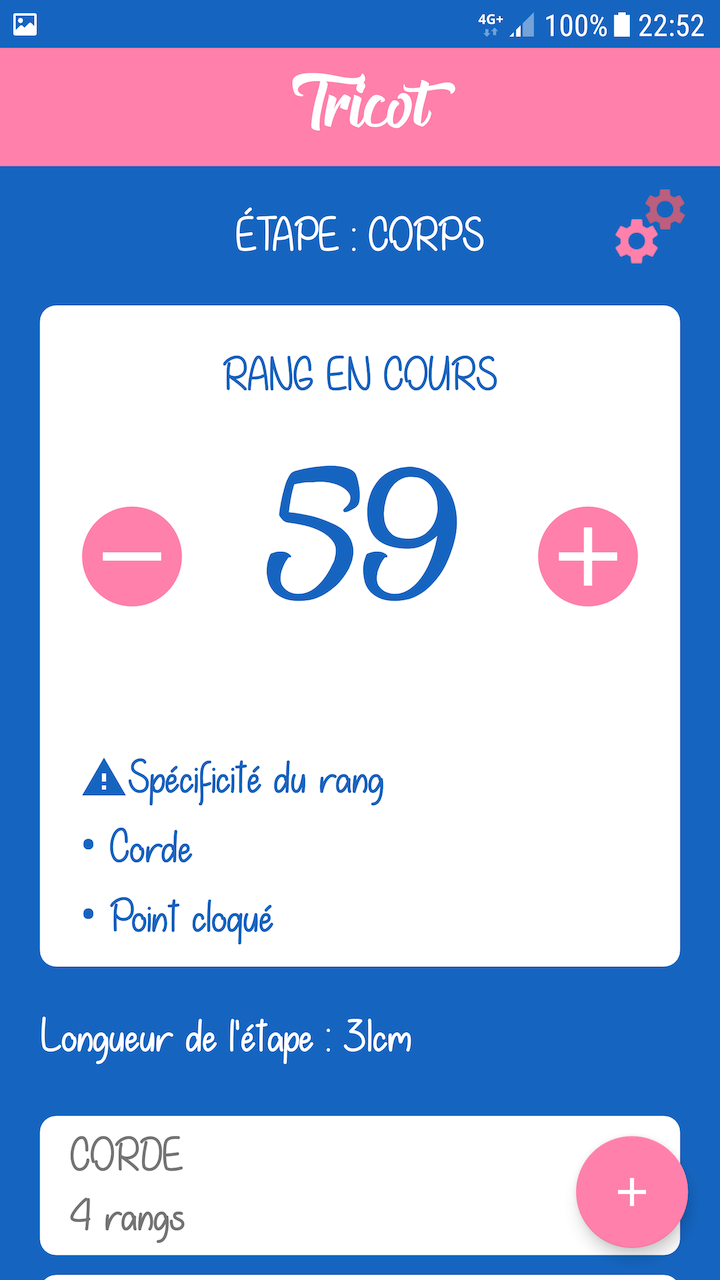 4G+ 100% 22:52
Tricot
ÉTAPE : CORPS
RANG EN COURS
59
Spécificité du rang
• Corde
• Point cloqué
Longueur de l'étape : 31cm
CORDE
4 rangs